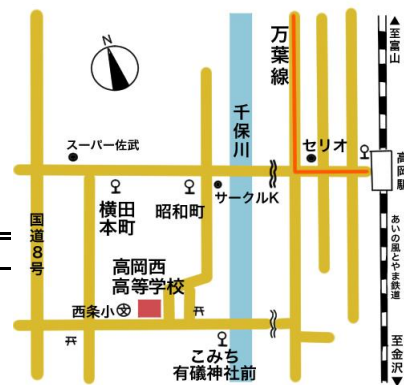 N
万葉線
▲至富山
千保川
スーパー佐武
セリオ
高岡駅
横田
本町
昭和町
サークルK
国道8号
あいの風とやま鉄道
高岡西
高等学校
西条小
こみち
有磯神社前
至金沢▼